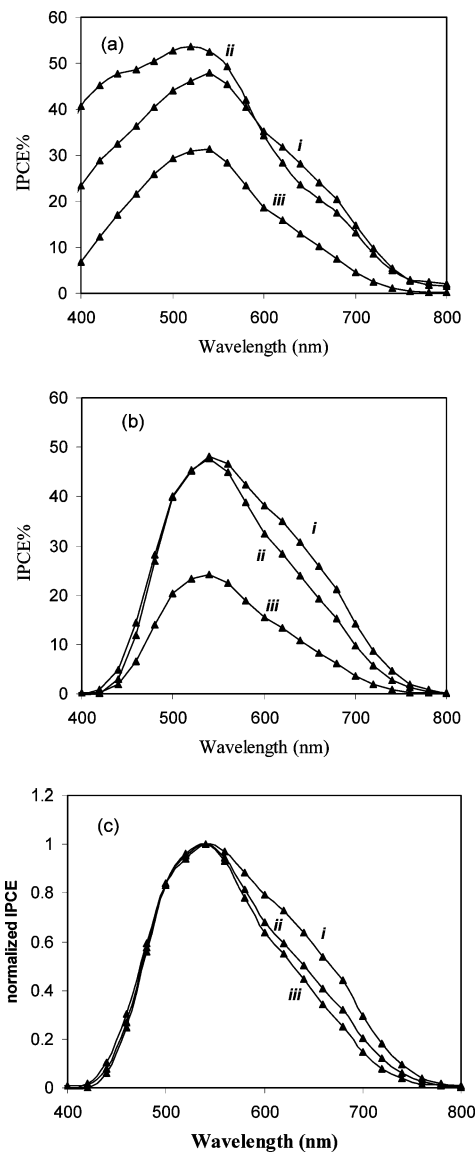 (a)
60
50
40
30
20
10
0
IPCE%
ii
i
iii
400 500 600 700 800
Wavelength (nm)
(b)
60
50
40
30
20
10
0
IPCE%
i
ii
iii
400 500 600 700 800
Wavelength (nm)
(c)
1.2
1
0.8
0.6
0.4
0.2
0
normalized IPCE
i
ii
iii
400 500 600 700 800
Wavelength (nm)